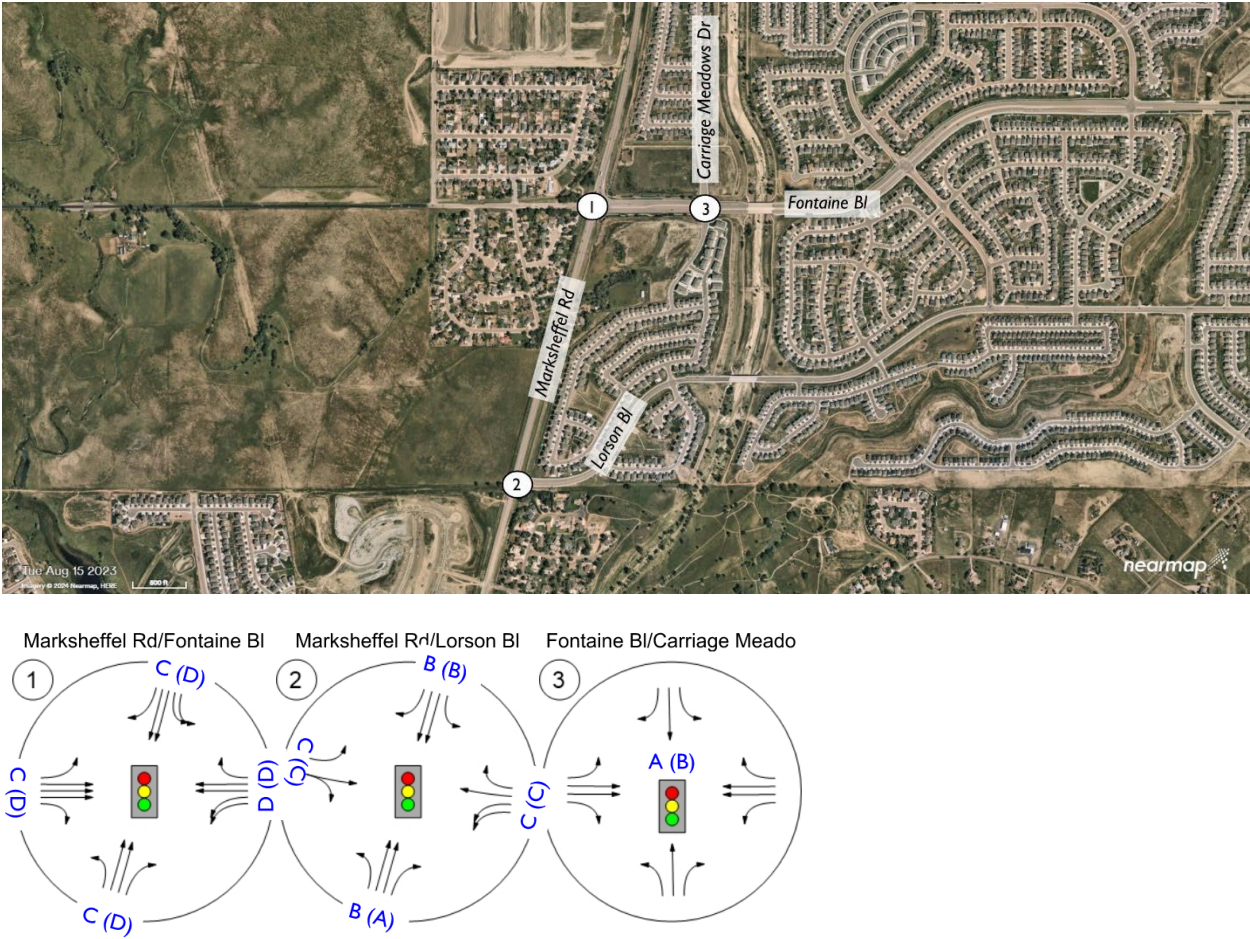 Carriage Meadows Dr
1
3
Fontaine Bl
Marksheffel Rd
Lorson Bl
2
Tue Aug 15 2023
Imagery © 2024 Nearmap, HERE
800 ft
nearmap
Marksheffel Rd/Fontaine Bl
Marksheffel Rd/Lorson Bl
Fontaine Bl/Carriage Meado
1
C (D)
C (D)
D (D)
C (D)
2
B (B)
C (C)
C (C)
B (A)
3
A (B)